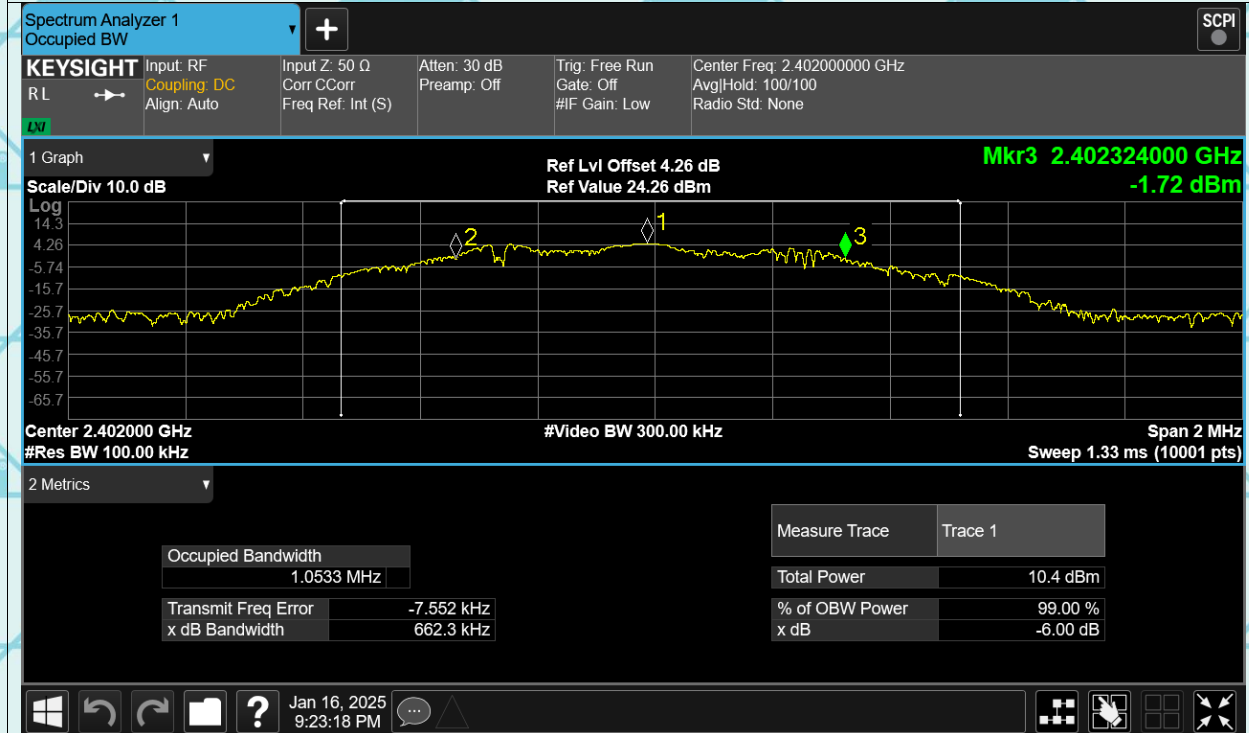 Spectrum Analyzer 1
Occupied BW
SCPI
KEYSIGHT
R L
LXI
Input: RF
Coupling: DC
Align: Auto
Input Z: 50 Ω
Corr CCorr
Freq Ref: Int (S)
Atten: 30 dB
Preamp: Off
Trig: Free Run
Gate: Off
#IF Gain: Low
Center Freq: 2.402000000 GHz
Avg|Hold: 100/100
Radio Std: None
1 Graph
Scale/Div 10.0 dB
Ref Lvl Offset 4.26 dB
Ref Value 24.26 dBm
Mkr3 2.402324000 GHz
-1.72 dBm
Log
14.3
4.26
-5.74
-15.7
-25.7
-35.7
-45.7
-55.7
-65.7
2
1
3
Center 2.402000 GHz
#Res BW 100.00 kHz
#Video BW 300.00 kHz
Span 2 MHz
Sweep 1.33 ms (10001 pts)
2 Metrics
Occupied Bandwidth
1.0533 MHz
Transmit Freq Error -7.552 kHz
x dB Bandwidth 662.3 kHz
Measure Trace Trace 1
Total Power 10.4 dBm
% of OBW Power 99.00 %
x dB -6.00 dB
?
Jan 16, 2025
9:23:18 PM